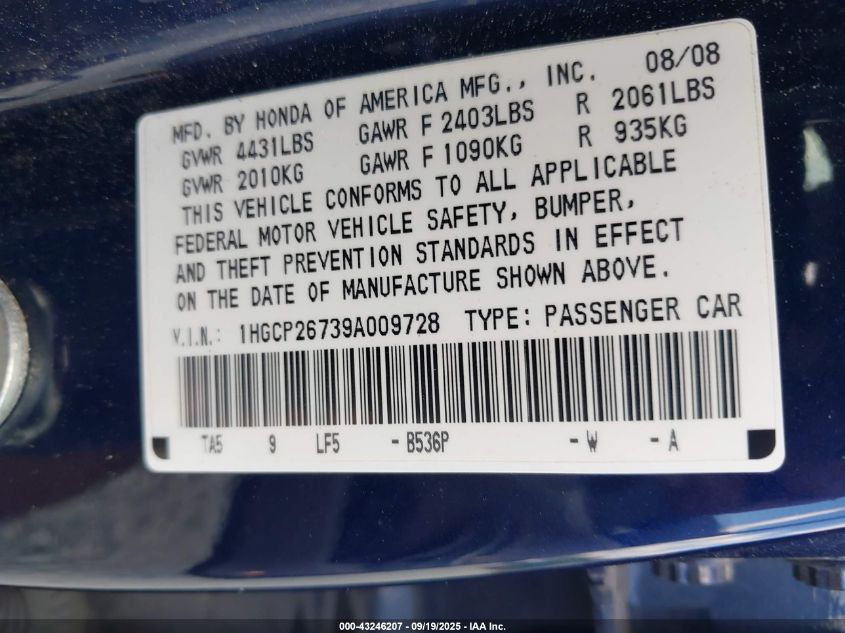 MFD. BY HONDA OF AMERICA MFG., INC. 08/08
GVWR 4431LBS GAWR F 2403LBS R 2061LBS
GVWR 2010KG GAWR F 1090KG R 935KG
THIS VEHICLE CONFORMS TO ALL APPLICABLE
FEDERAL MOTOR VEHICLE SAFETY, BUMPER,
AND THEFT PREVENTION STANDARDS IN EFFECT
ON THE DATE OF MANUFACTURE SHOWN ABOVE.
V.I.N.: 1HGCP26739A009728 TYPE: PASSENGER CAR
TA5 9 LF5 -B536P -W -A
000-43246207 - 09/19/2025 - IAA Inc.